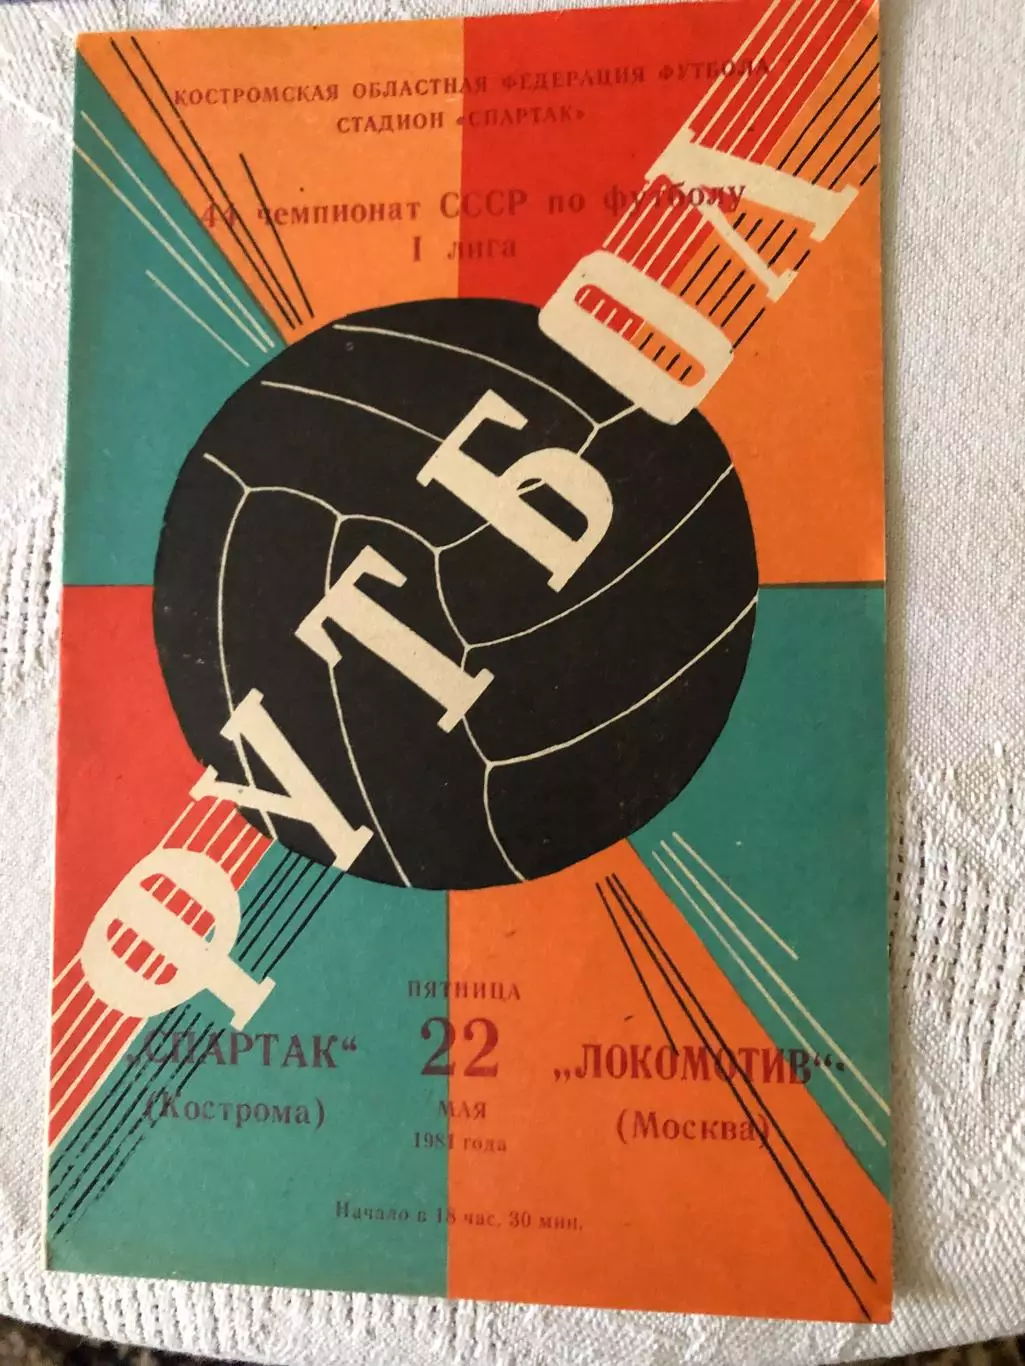 КОСТРОМСКАЯ ОБЛАСТНАЯ ФЕДЕРАЦИЯ ФУТБОЛА
СТАДИОН «СПАРТАК»
44 чемпионат СССР по футболу
I лига
ФУТБОЛ
ПЯТНИЦА
„СПАРТАК“ 22 „ЛОКОМОТИВ“
(Кострома) МАЯ (Москва)
1981 года
Начало в 18 час. 30 мин.